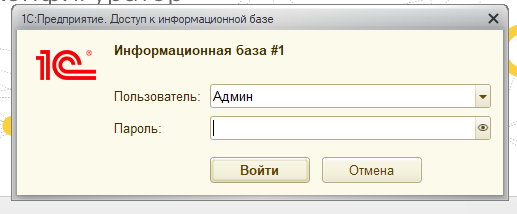 1С:Предприятие. Доступ к информационной базе
1С
®
Информационная база #1
Пользователь: Админ
Пароль:
Войти
Отмена